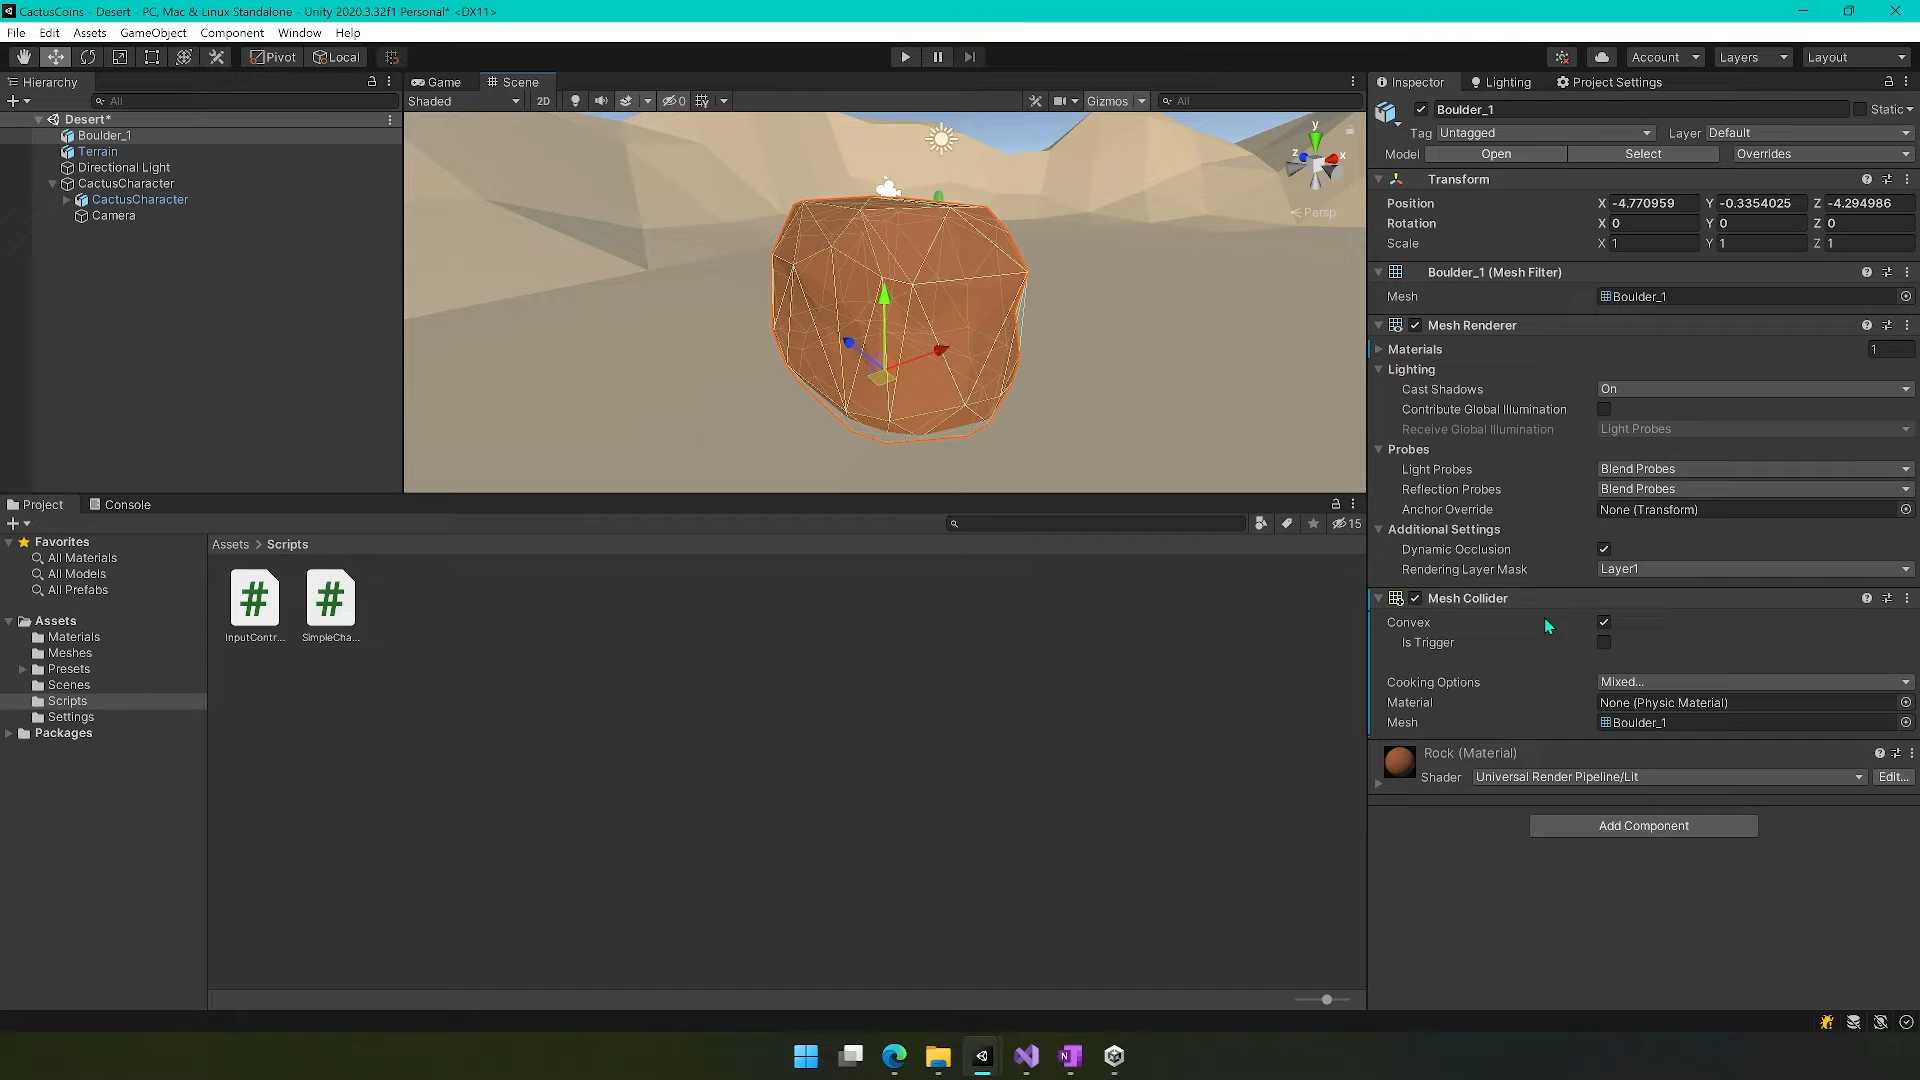 CactusCoins - Desert - PC, Mac & Linux Standalone - Unity 2020.3.32f1 Personal* <DX11>
File Edit Assets GameObject Component Window Help
Pivot Local Account Layers Layout
Hierarchy
All
Desert*
Boulder_1
Terrain
Directional Light
CactusCharacter
CactusCharacter
Camera
Game Scene
Shaded 2D 0 Gizmos All
y
z x
Persp
Project Console
15
Favorites
All Materials
All Models
All Prefabs
Assets
Materials
Meshes
Presets
Scenes
Scripts
Settings
Packages
Assets > Scripts
# #
InputContr... SimpleCha...
Inspector Lighting Project Settings
Boulder_1 Static
Tag Untagged Layer Default
Model Open Select Overrides
Transform
Position X -4.770959 Y -0.3354025 Z -4.294986
Rotation X 0 Y 0 Z 0
Scale X 1 Y 1 Z 1
Boulder_1 (Mesh Filter)
Mesh Boulder_1
Mesh Renderer
Materials 1
Lighting
Cast Shadows On
Contribute Global Illumination
Receive Global Illumination Light Probes
Probes
Light Probes Blend Probes
Reflection Probes Blend Probes
Anchor Override None (Transform)
Additional Settings
Dynamic Occlusion
Rendering Layer Mask Layer1
Mesh Collider
Convex
Is Trigger
Cooking Options Mixed...
Material None (Physic Material)
Mesh Boulder_1
Rock (Material)
Shader Universal Render Pipeline/Lit Edit...
Add Component